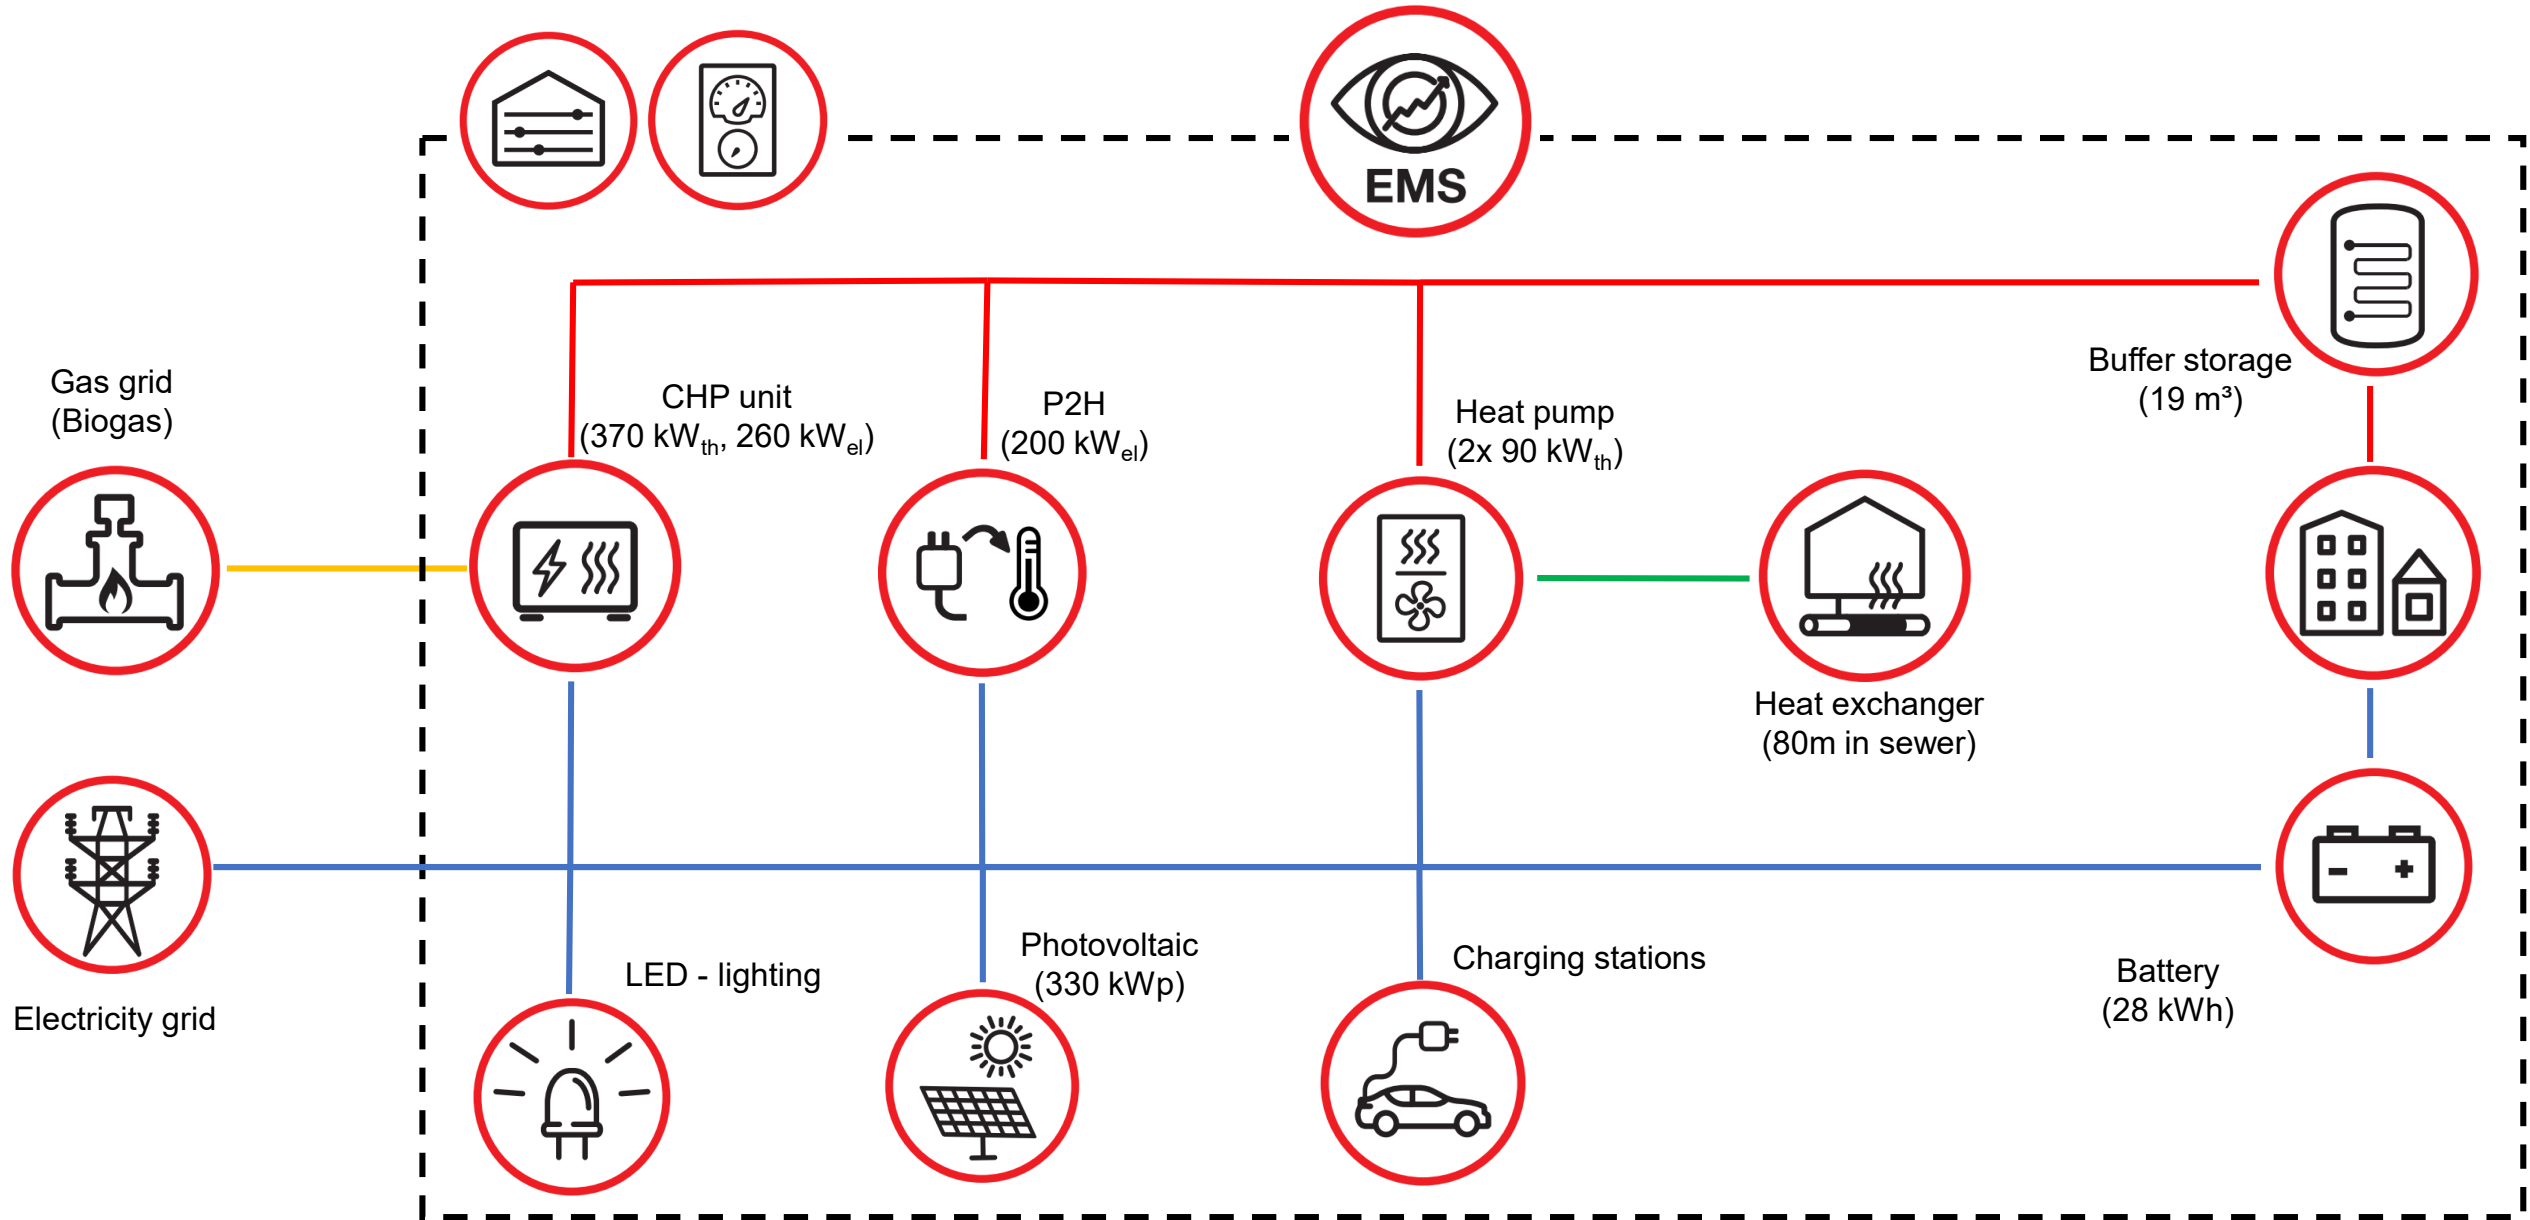 EMS
Gas grid
(Biogas)
CHP unit
(370 kWth, 260 kWel)
P2H
(200 kWel)
Heat pump
(2x 90 kWth)
Buffer storage
(19 m³)
Heat exchanger
(80m in sewer)
Electricity grid
LED - lighting
Photovoltaic
(330 kWp)
Charging stations
Battery
(28 kWh)